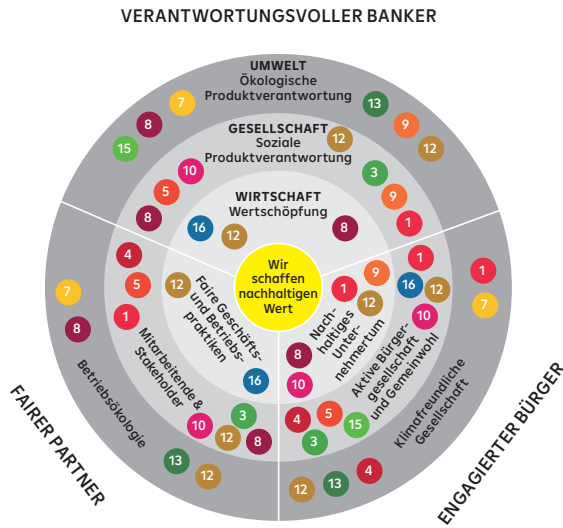 VERANTWORTUNGSVOLLER BANKER
UMWELT
Ökologische
Produktverantwortung
7
8
15
13
9
12
GESELLSCHAFT
Soziale
Produktverantwortung
12
10
5
8
3
9
1
WIRTSCHAFT
Wertschöpfung
16
12
8
Wir
schaffen
nachhaltigen
Wert
4
5
1
12
Faire Geschäfts-
und Betriebs-
praktiken
16
Mitarbeitende &
Stakeholder
10
12
3
8
7
8
Betriebsökologie
13
12
FAIRER PARTNER
1
9
12
Nach-
haltiges
Unter-
nehmertum
8
10
1
16
12
10
Aktive Bürger-
gesellschaft
und Gemeinwohl
4
5
3
15
1
7
Klimafreundliche
Gesellschaft
12
13
4
ENGAGIERTER BÜRGER